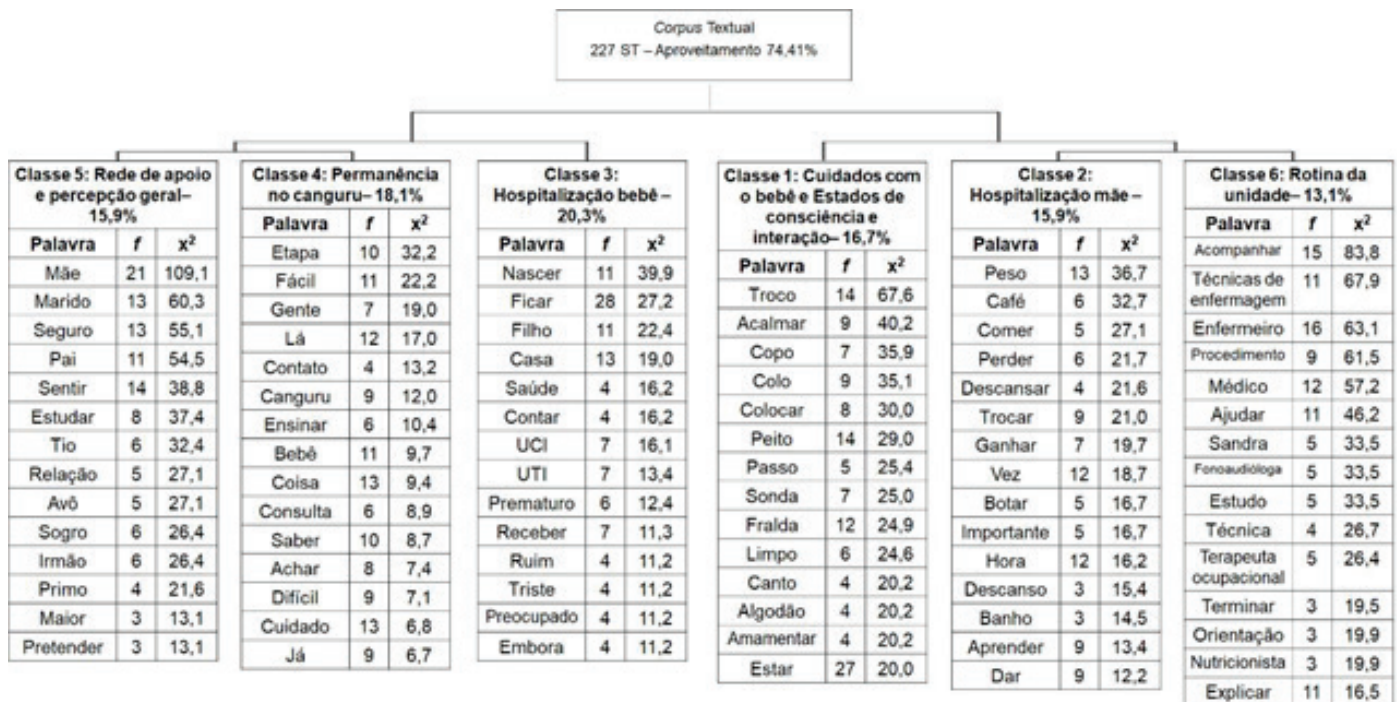 Corpus Textual
227 ST – Aproveitamento 74,41%
Classe 5: Rede de apoio
e percepção geral–
15,9%
Palavra f x²
Mãe 21 109,1
Marido 13 60,3
Seguro 13 55,1
Pai 11 54,5
Sentir 14 38,8
Estudar 8 37,4
Tio 6 32,4
Relação 5 27,1
Avô 5 27,1
Sogro 6 26,4
Irmão 6 26,4
Primo 4 21,6
Maior 3 13,1
Pretender 3 13,1
Classe 4: Permanência
no canguru– 18,1%
Palavra f x²
Etapa 10 32,2
Fácil 11 22,2
Gente 7 19,0
Lá 12 17,0
Contato 4 13,2
Canguru 9 12,0
Ensinar 6 10,4
Bebê 11 9,7
Coisa 13 9,4
Consulta 6 8,9
Saber 10 8,7
Achar 8 7,4
Difícil 9 7,1
Cuidado 13 6,8
Já 9 6,7
Classe 3:
Hospitalização bebê –
20,3%
Palavra f x²
Nascer 11 39,9
Ficar 28 27,2
Filho 11 22,4
Casa 13 19,0
Saúde 4 16,2
Contar 4 16,2
UCI 7 16,1
UTI 7 13,4
Prematuro 6 12,4
Receber 7 11,3
Ruim 4 11,2
Triste 4 11,2
Preocupado 4 11,2
Embora 4 11,2
Classe 1: Cuidados com
o bebê e Estados de
consciência e
interação– 16,7%
Palavra f x²
Troco 14 67,6
Acalmar 9 40,2
Copo 7 35,9
Colo 9 35,1
Colocar 8 30,0
Peito 14 29,0
Passo 5 25,4
Sonda 7 25,0
Fralda 12 24,9
Limpo 6 24,6
Canto 4 20,2
Algodão 4 20,2
Amamentar 4 20,2
Estar 27 20,0
Classe 2:
Hospitalização mãe –
15,9%
Palavra f x²
Peso 13 36,7
Café 6 32,7
Comer 5 27,1
Perder 6 21,7
Descansar 4 21,6
Trocar 9 21,0
Ganhar 7 19,7
Vez 12 18,7
Botar 5 16,7
Importante 5 16,7
Hora 12 16,2
Descanso 3 15,4
Banho 3 14,5
Aprender 9 13,4
Dar 9 12,2
Classe 6: Rotina da
unidade– 13,1%
Palavra f x²
Acompanhar 15 83,8
Técnicas de
enfermagem 11 67,9
Enfermeiro 16 63,1
Procedimento 9 61,5
Médico 12 57,2
Ajudar 11 46,2
Sandra 5 33,5
Fonoaudióloga 5 33,5
Estudo 5 33,5
Técnica 4 26,7
Terapeuta
ocupacional 5 26,4
Terminar 3 19,5
Orientação 3 19,9
Nutricionista 3 19,9
Explicar 11 16,5